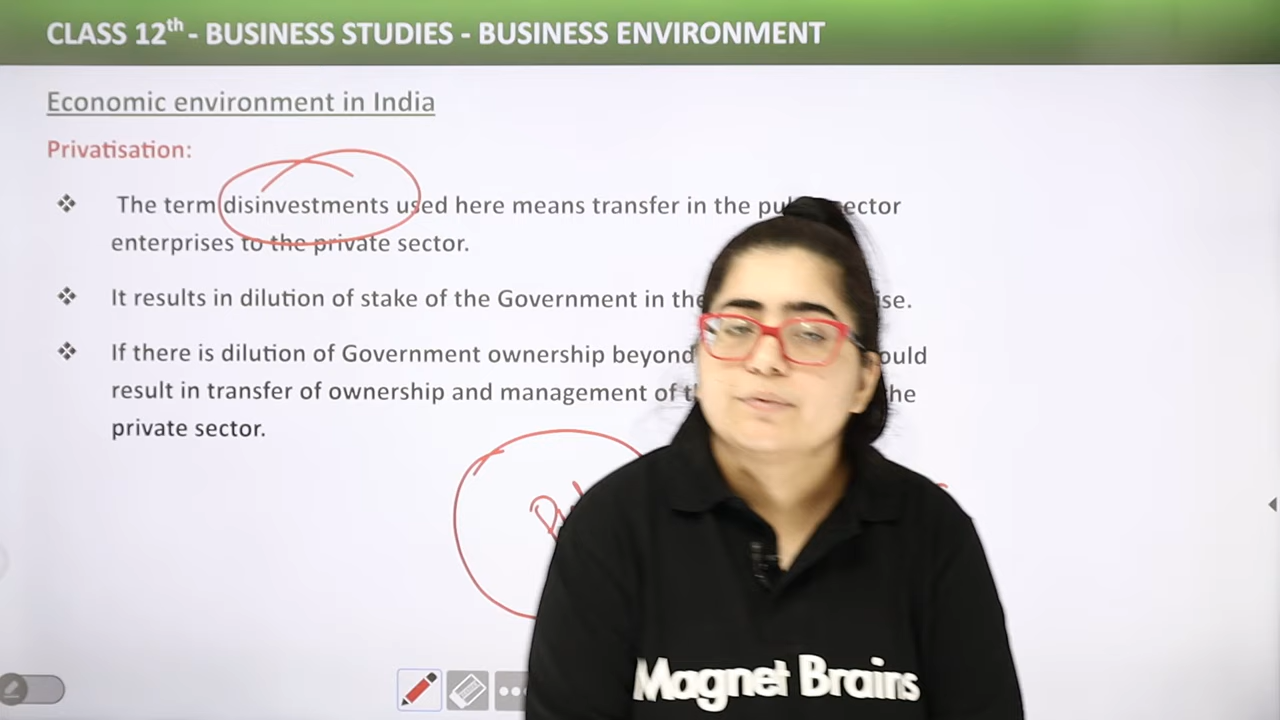 CLASS 12th - BUSINESS STUDIES - BUSINESS ENVIRONMENT
Economic environment in India
Privatisation:
❖ The term disinvestments used here means transfer in the ector
enterprises to the private sector.
❖ It results in dilution of stake of the Government in the ise.
❖ If there is dilution of Government ownership beyond ould
result in transfer of ownership and management of the
private sector.
Magnet Brains